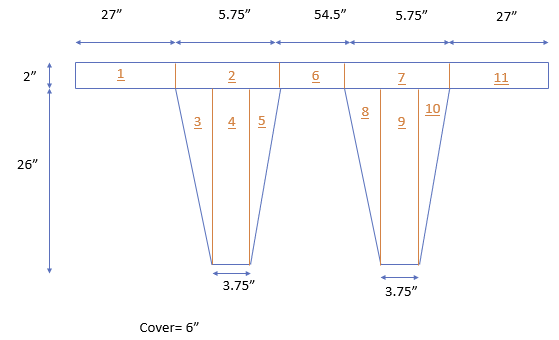 27” 5.75” 54.5” 5.75” 27”
2” 1 2 6 7 11
3 4 5 8 9 10
26”
3.75” 3.75”
Cover= 6”